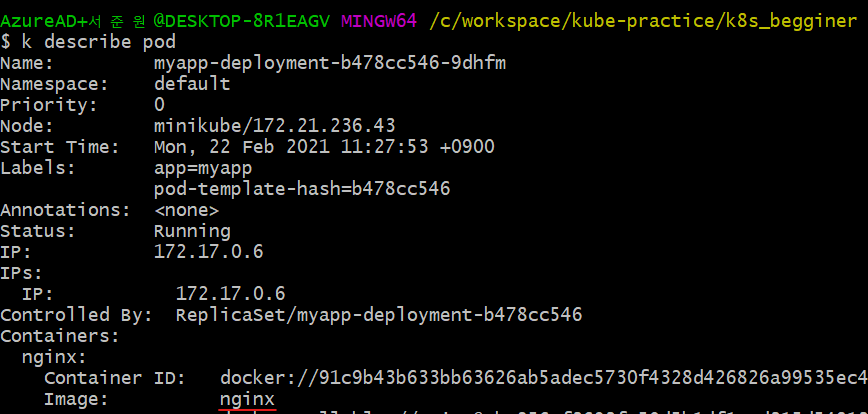 AzureAD+서 준 원 @DESKTOP-8R1EAGV MINGW64 /c/workspace/kube-practice/k8s_begginer
$ k describe pod
Name: myapp-deployment-b478cc546-9dhfm
Namespace: default
Priority: 0
Node: minikube/172.21.236.43
Start Time: Mon, 22 Feb 2021 11:27:53 +0900
Labels: app=myapp
pod-template-hash=b478cc546
Annotations: <none>
Status: Running
IP: 172.17.0.6
IPs:
IP: 172.17.0.6
Controlled By: ReplicaSet/myapp-deployment-b478cc546
Containers:
nginx:
Container ID: docker://91c9b43b633bb63626ab5adec5730f4328d426826a99535ec4
Image: nginx